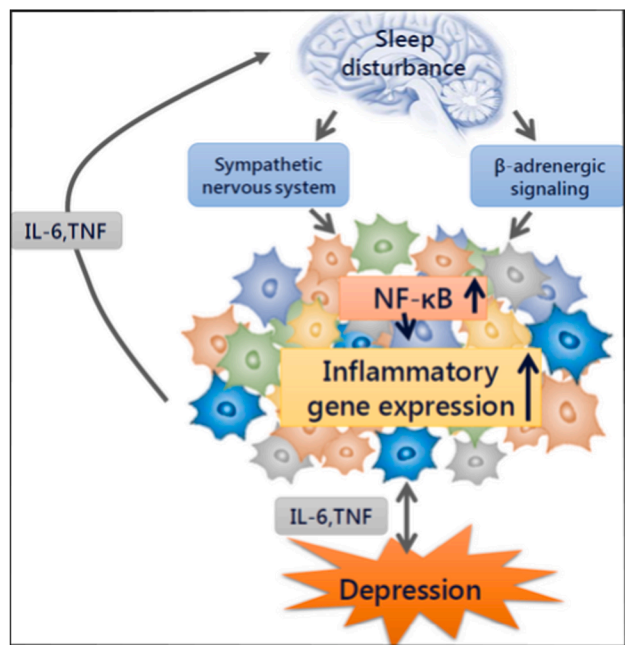 Sleep
disturbance
Sympathetic
nervous system
β-adrenergic
signaling
IL-6,TNF
NF-κB
Inflammatory
gene expression
IL-6,TNF
Depression